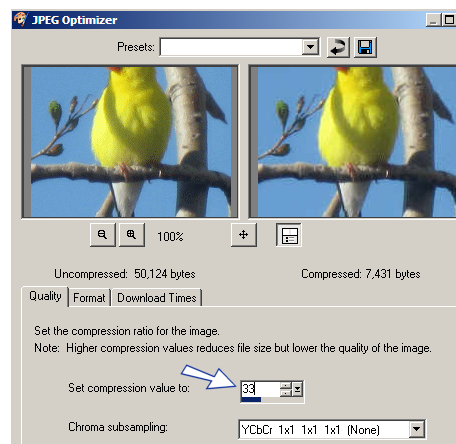 JPEG Optimizer
Presets:
100%
Uncompressed: 50,124 bytes
Compressed: 7,431 bytes
Quality
Format
Download Times
Set the compression ratio for the image.
Note: Higher compression values reduces file size but lower the quality of the image.
Set compression value to:
33
Chroma subsampling:
YCbCr 1x1 1x1 1x1 (None)